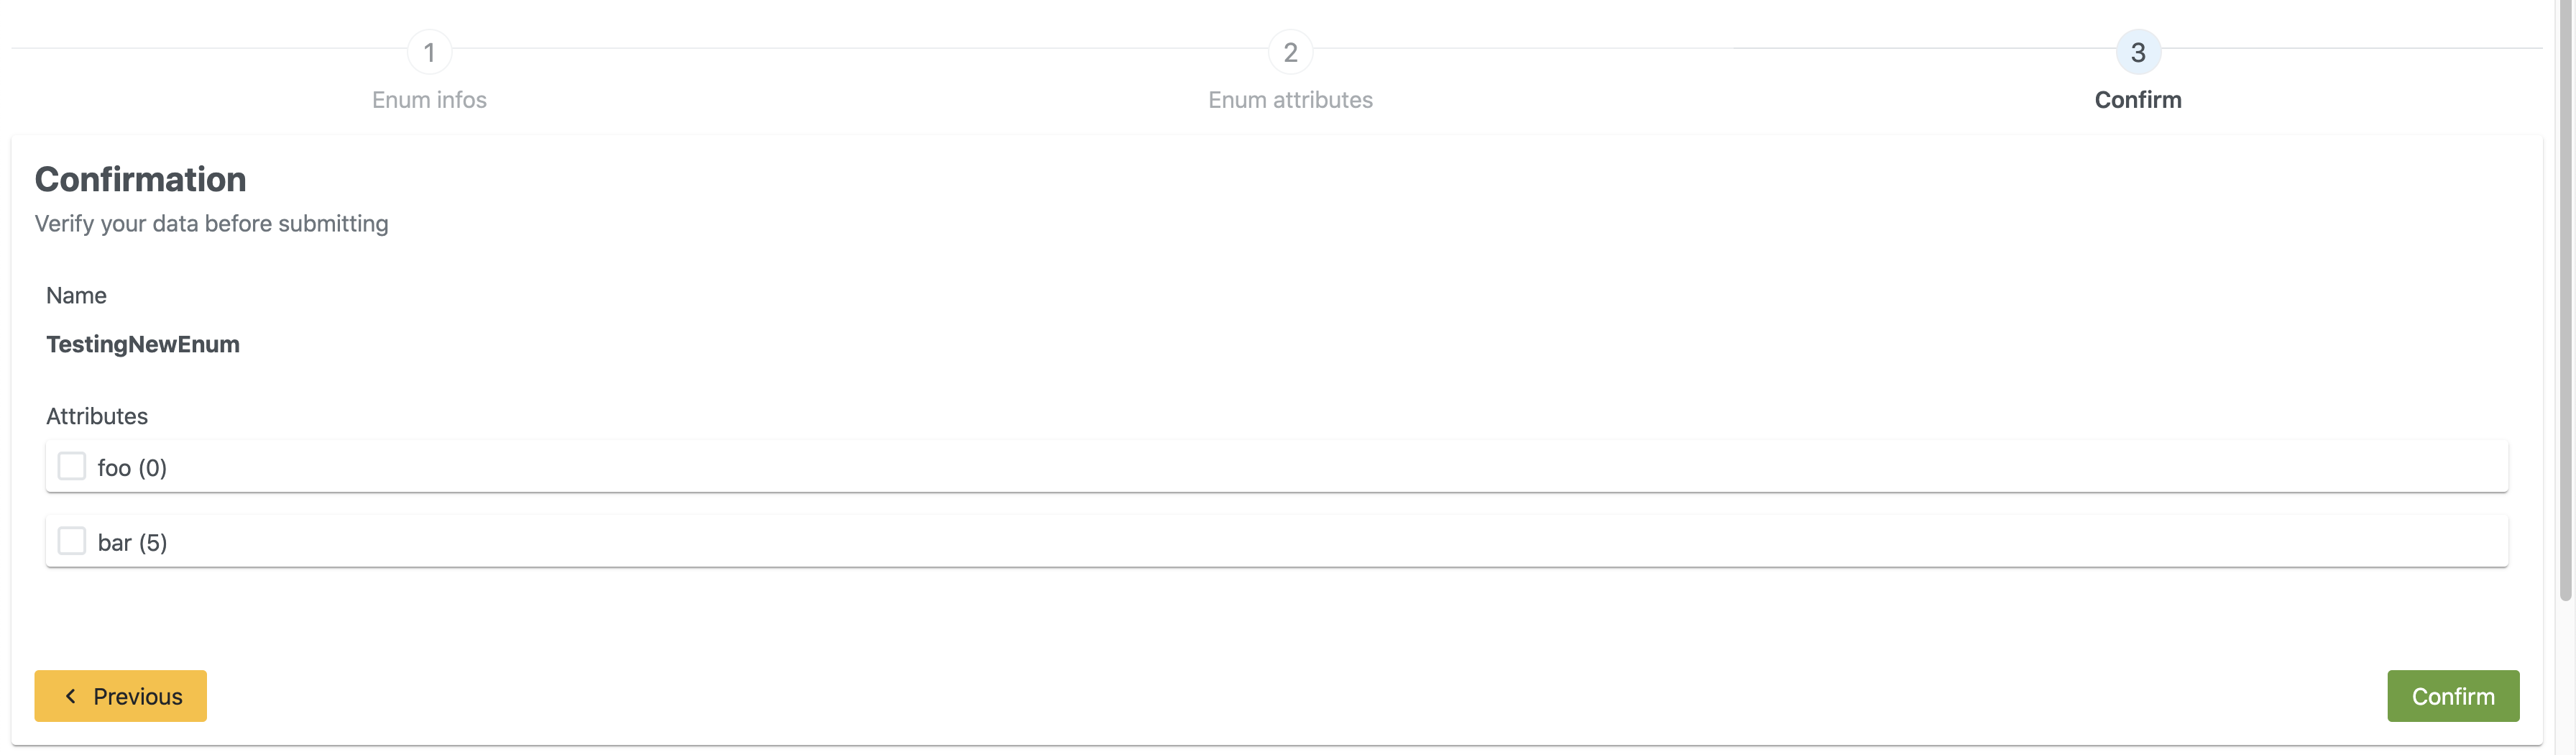 1
Enum infos
2
Enum attributes
3
Confirm
Confirmation
Verify your data before submitting
Name
TestingNewEnum
Attributes
foo (0)
bar (5)
Previous
Confirm